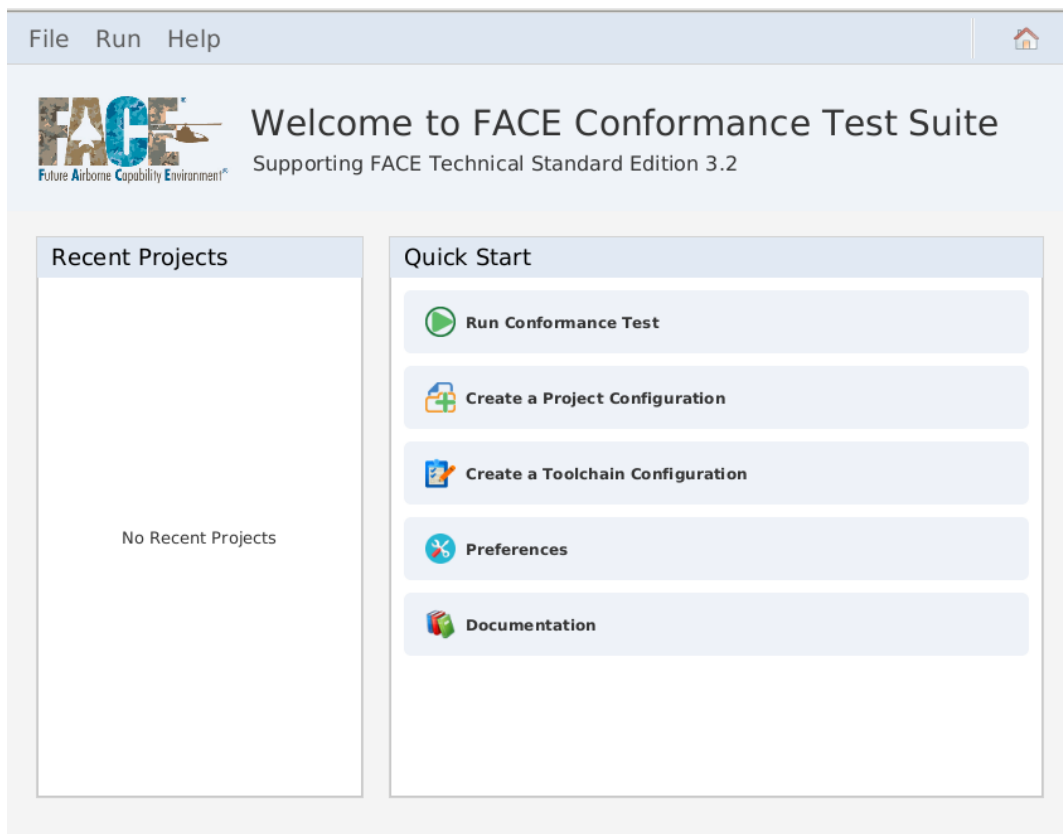 File Run Help
FACE®
Future Airborne Capability Environment®
Welcome to FACE Conformance Test Suite
Supporting FACE Technical Standard Edition 3.2
Recent Projects
No Recent Projects
Quick Start
Run Conformance Test
Create a Project Configuration
Create a Toolchain Configuration
Preferences
Documentation